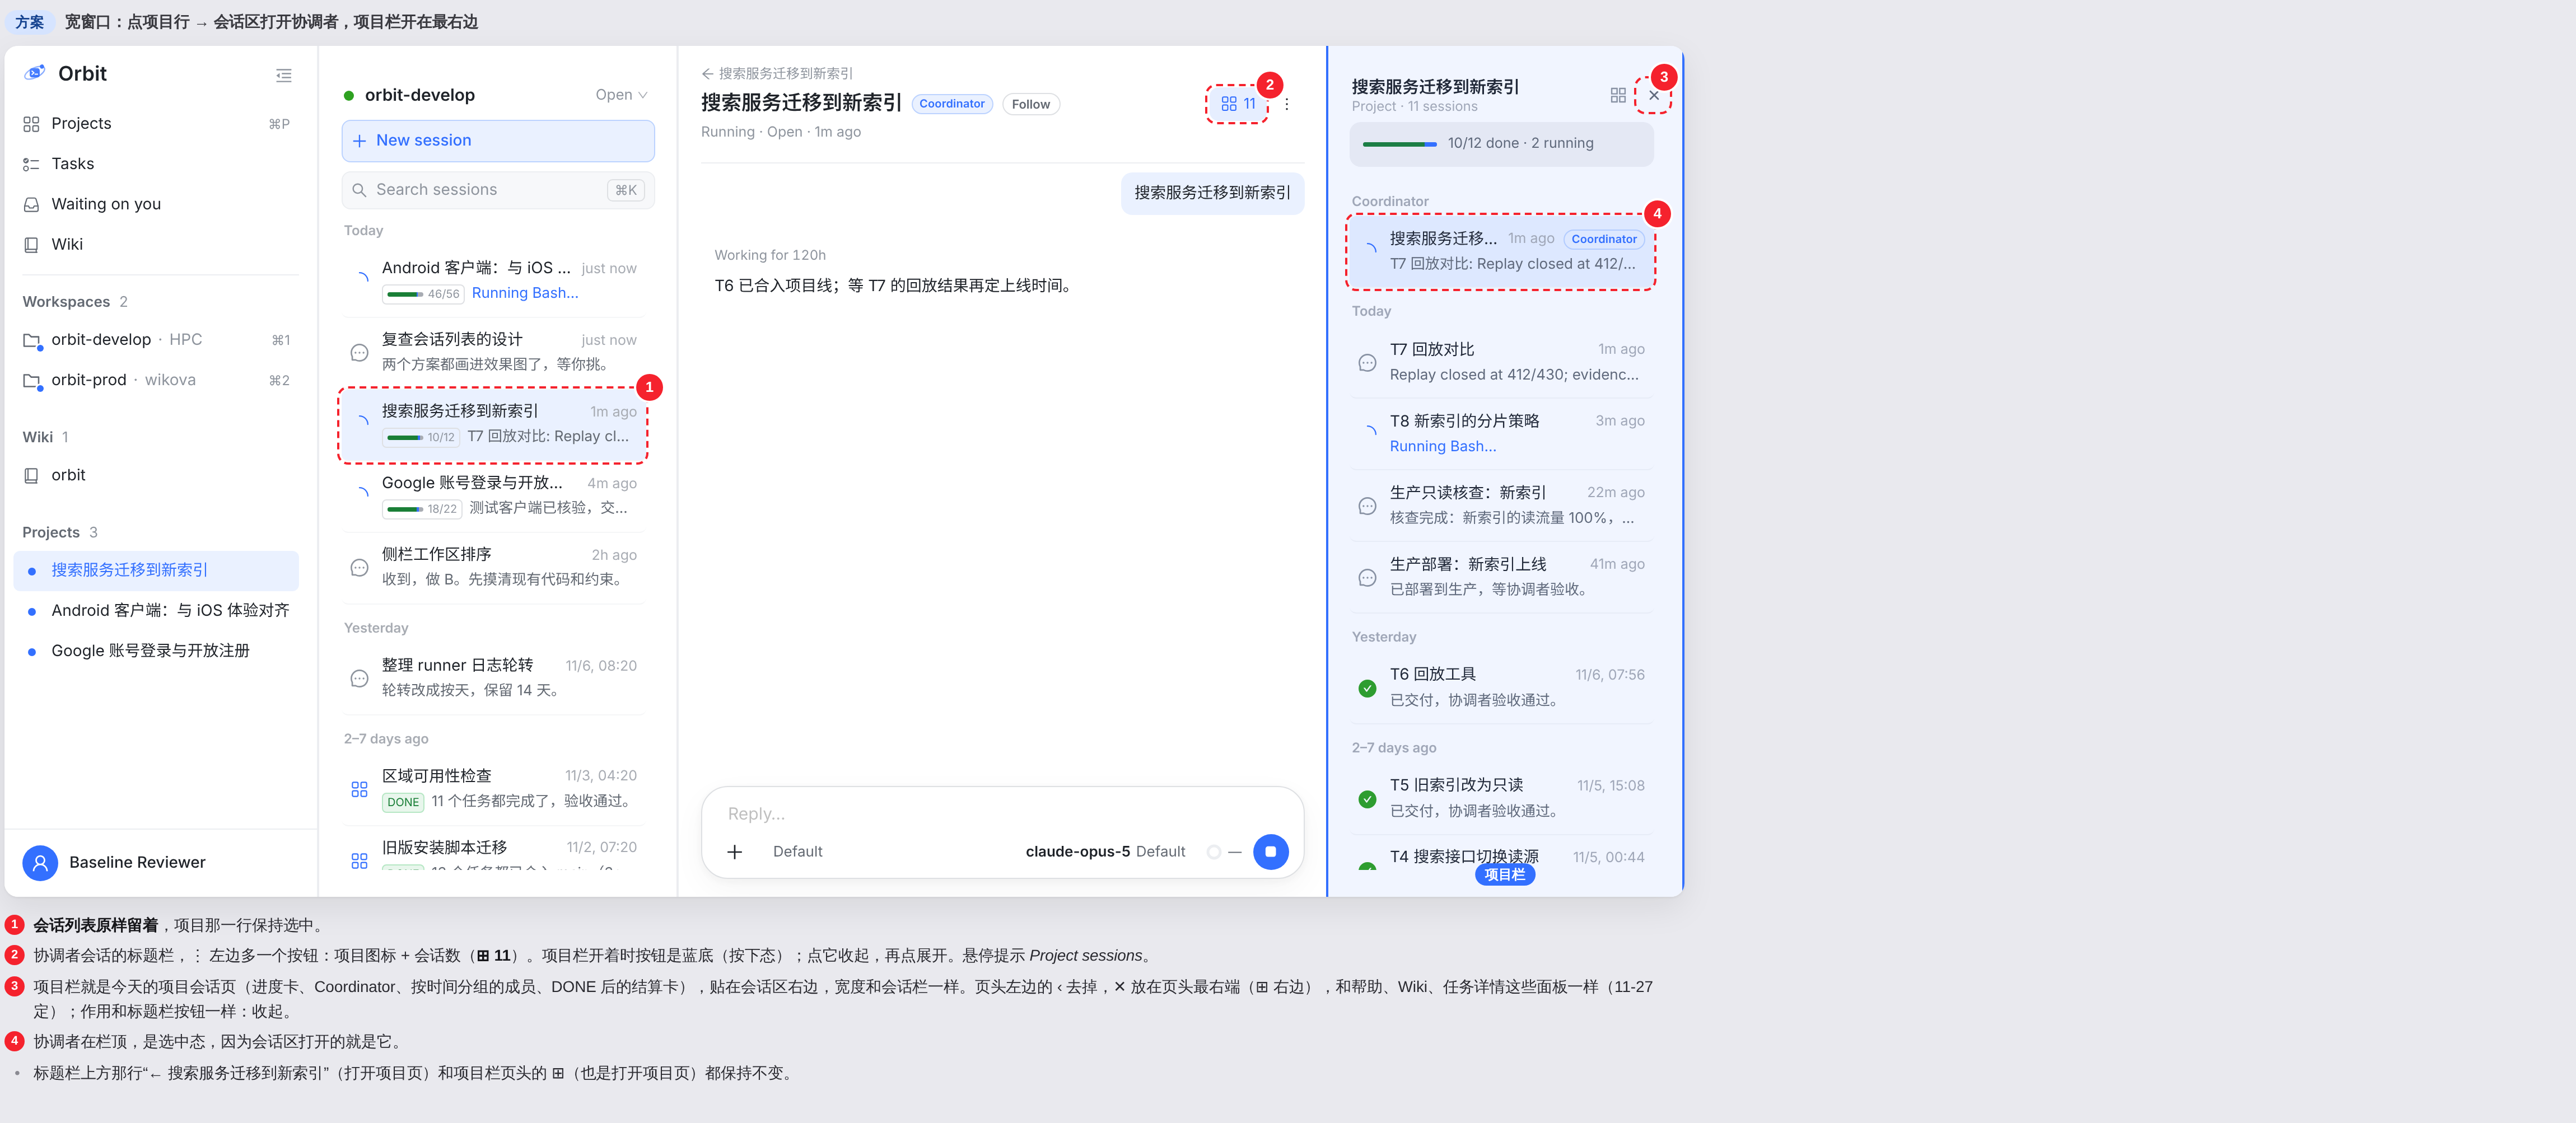 方案 宽窗口：点项目行 → 会话区打开协调者，项目栏开在最右边
Orbit
Projects ⌘P
Tasks
Waiting on you
Wiki
Workspaces 2
orbit-develop · HPC ⌘1
orbit-prod · wikova ⌘2
Wiki 1
orbit
Projects 3
搜索服务迁移到新索引
Android 客户端：与 iOS 体验对齐
Google 账号登录与开放注册
Baseline Reviewer
orbit-develop Open
+ New session
Search sessions ⌘K
Today
Android 客户端：与 iOS ... just now
46/56 Running Bash...
复查会话列表的设计 just now
两个方案都画进效果图了，等你挑。
1
搜索服务迁移到新索引 1m ago
10/12 T7 回放对比: Replay cl...
Google 账号登录与开放... 4m ago
18/22 测试客户端已核验，交...
侧栏工作区排序 2h ago
收到，做 B。先摸清现有代码和约束。
Yesterday
整理 runner 日志轮转 11/6, 08:20
轮转改成按天，保留 14 天。
2–7 days ago
区域可用性检查 11/3, 04:20
DONE 11 个任务都完成了，验收通过。
旧版安装脚本迁移 11/2, 07:20
← 搜索服务迁移到新索引
搜索服务迁移到新索引 Coordinator Follow
2
11
Running · Open · 1m ago
搜索服务迁移到新索引
Working for 120h
T6 已合入项目线；等 T7 的回放结果再定上线时间。
Reply...
+ Default claude-opus-5 Default —
搜索服务迁移到新索引
3
Project · 11 sessions
10/12 done · 2 running
Coordinator
4
搜索服务迁移... 1m ago Coordinator
T7 回放对比: Replay closed at 412/...
Today
T7 回放对比 1m ago
Replay closed at 412/430; evidenc...
T8 新索引的分片策略 3m ago
Running Bash...
生产只读核查：新索引 22m ago
核查完成：新索引的读流量 100%，...
生产部署：新索引上线 41m ago
已部署到生产，等协调者验收。
Yesterday
T6 回放工具 11/6, 07:56
已交付，协调者验收通过。
2–7 days ago
T5 旧索引改为只读 11/5, 15:08
已交付，协调者验收通过。
T4 搜索接口切换读源 11/5, 00:44
项目栏
1 会话列表原样留着，项目那一行保持选中。
2 协调者会话的标题栏，⋮ 左边多一个按钮：项目图标 + 会话数（⊞ 11）。项目栏开着时按钮是蓝底（按下态）；点它收起，再点展开。悬停提示 Project sessions。
3 项目栏就是今天的项目会话页（进度卡、Coordinator、按时间分组的成员、DONE 后的结算卡），贴在会话区右边，宽度和会话栏一样。页头左边的 ‹ 去掉，✕ 放在页头最右端（⊞ 右边），和帮助、Wiki、任务详情这些面板一样（11-27
定）；作用和标题栏按钮一样：收起。
4 协调者在栏顶，是选中态，因为会话区打开的就是它。
• 标题栏上方那行“← 搜索服务迁移到新索引”（打开项目页）和项目栏页头的 ⊞（也是打开项目页）都保持不变。